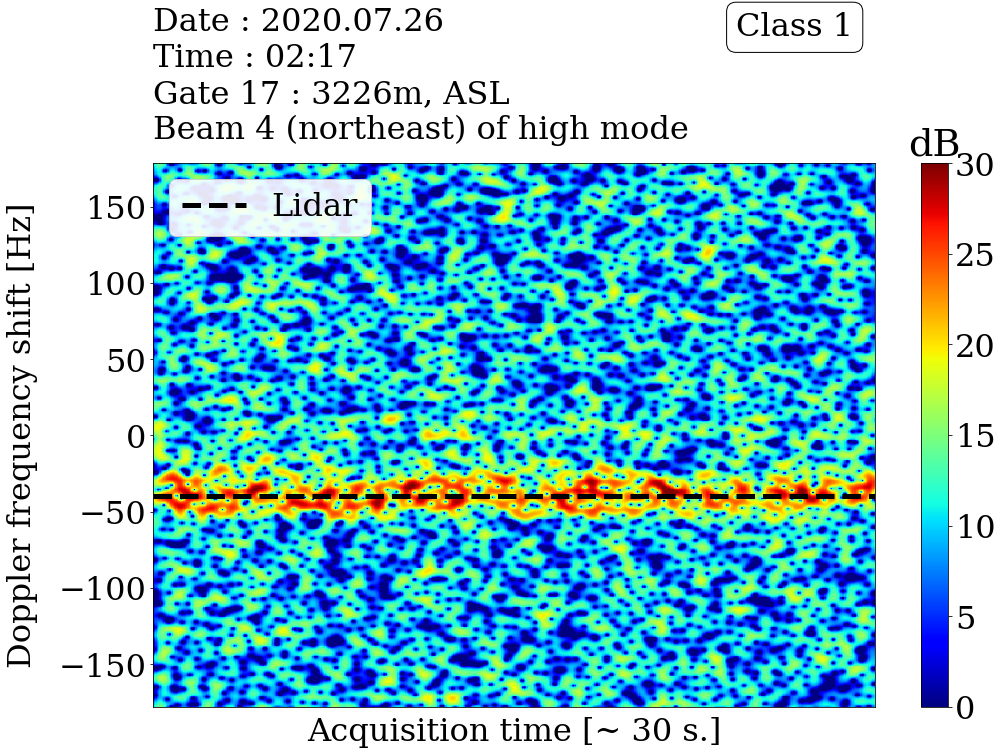 Date : 2020.07.26
Class 1
Time : 02:17
Gate 17 : 3226m, ASL
Beam 4 (northeast) of high mode
dB
Lidar
Doppler frequency shift [Hz]
150
100
50
0
−50
−100
−150
30
25
20
15
10
5
0
Acquisition time [~ 30 s.]